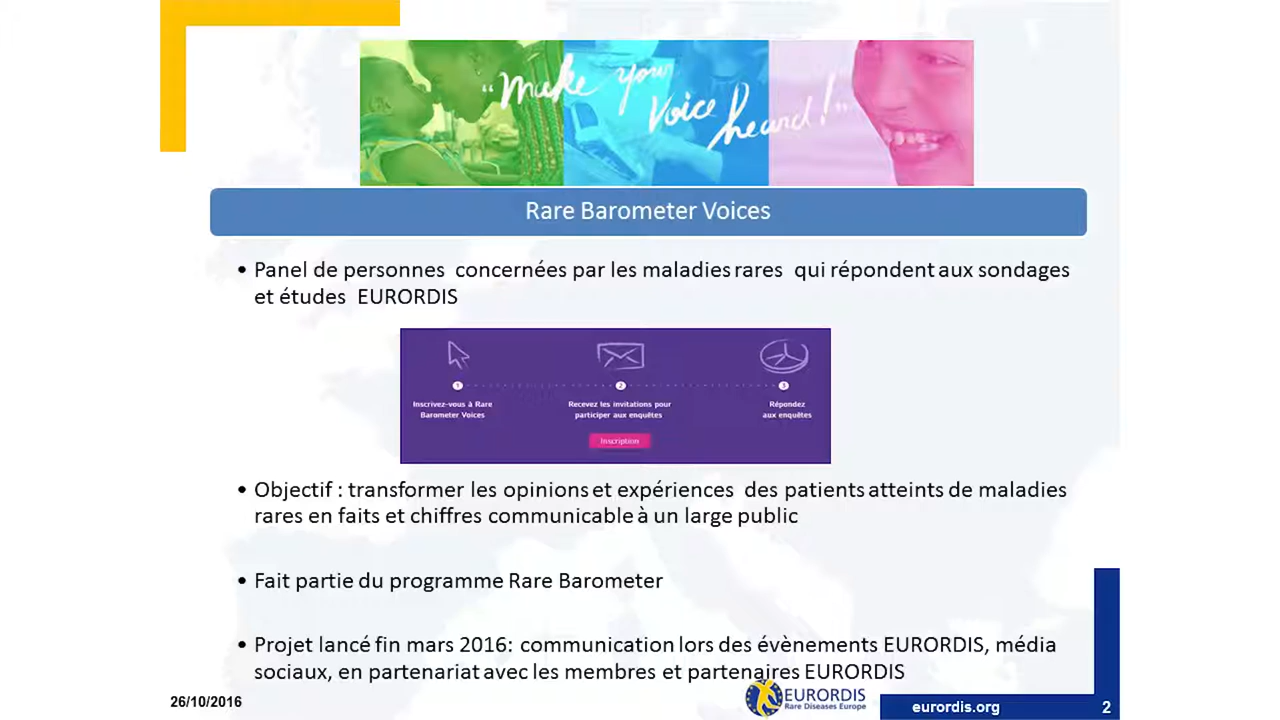 “Make your
Voice
heard!”
Rare Barometer Voices
• Panel de personnes concernées par les maladies rares qui répondent aux sondages
et études EURORDIS
1
2
3
Inscrivez-vous à Rare
Barometer Voices
Recevez les invitations pour
participer aux enquêtes
Répondez
aux enquêtes
Inscription
• Objectif : transformer les opinions et expériences des patients atteints de maladies
rares en faits et chiffres communicable à un large public
• Fait partie du programme Rare Barometer
• Projet lancé fin mars 2016: communication lors des évènements EURORDIS, média
sociaux, en partenariat avec les membres et partenaires EURORDIS
26/10/2016
EURORDIS
Rare Diseases Europe
eurordis.org
2